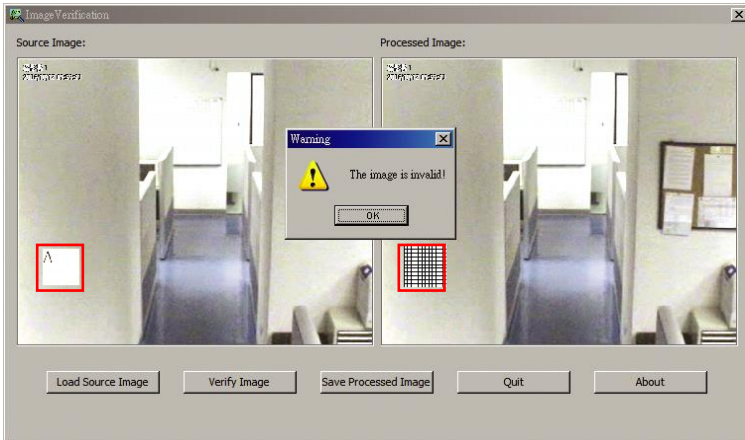 ImageVerification
Source Image:
Processed Image:
Warning
The image is invalid!
OK
Load Source Image
Verify Image
Save Processed Image
Quit
About